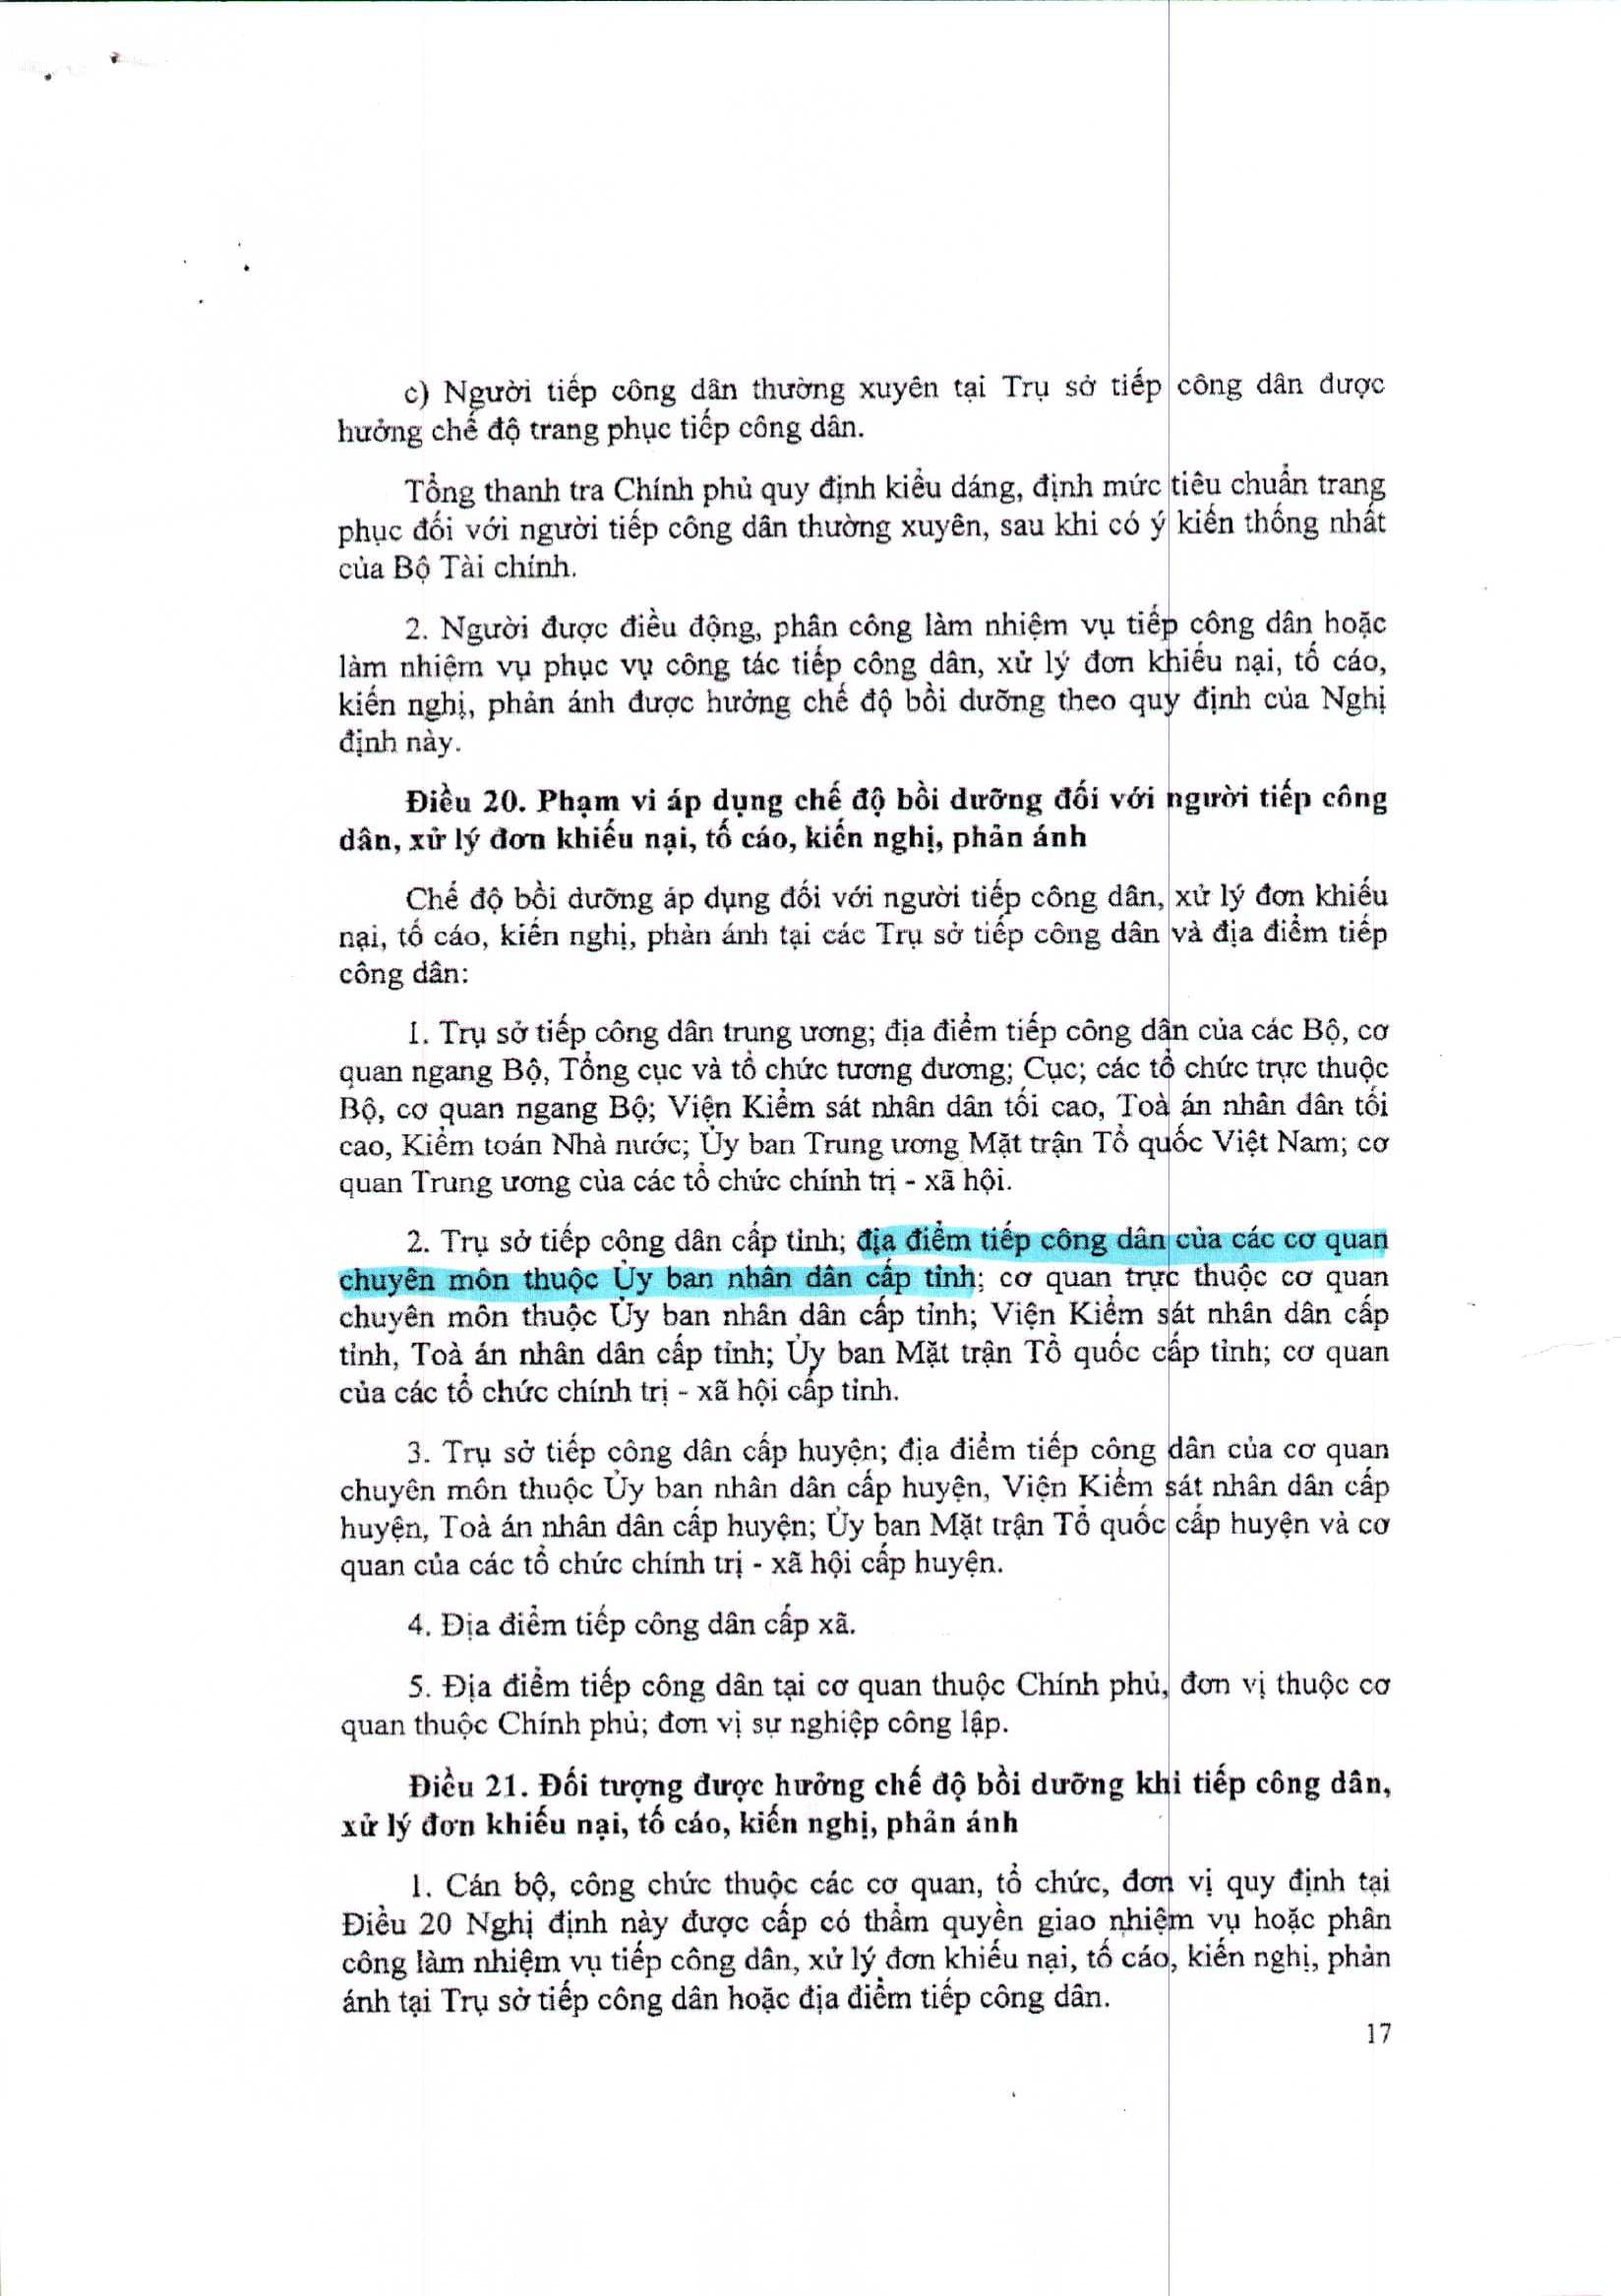 c) Người tiếp công dân thường xuyên tại Trụ sở tiếp công dân được
hưởng chế độ trang phục tiếp công dân.
Tổng thanh tra Chính phủ quy định kiểu dáng, định mức tiêu chuẩn trang
phục đối với người tiếp công dân thường xuyên, sau khi có ý kiến thống nhất
của Bộ Tài chính.
2. Người được điều động, phân công làm nhiệm vụ tiếp công dân hoặc
làm nhiệm vụ phục vụ công tác tiếp công dân, xử lý đơn khiếu nại, tố cáo,
kiến nghị, phản ánh được hưởng chế độ bồi dưỡng theo quy định của Nghị
định này.
Điều 20. Phạm vi áp dụng chế độ bồi dưỡng đối với người tiếp công
dân, xử lý đơn khiếu nại, tố cáo, kiến nghị, phản ánh
Chế độ bồi dưỡng áp dụng đối với người tiếp công dân, xử lý đơn khiếu
nại, tố cáo, kiến nghị, phản ánh tại các Trụ sở tiếp công dân và địa điểm tiếp
công dân:
1. Trụ sở tiếp công dân trung ương; địa điểm tiếp công dân của các Bộ, cơ
quan ngang Bộ, Tổng cục và tổ chức tương đương; Cục; các tổ chức trực thuộc
Bộ, cơ quan ngang Bộ; Viện Kiểm sát nhân dân tối cao, Toà án nhân dân tối
cao, Kiểm toán Nhà nước; Ủy ban Trung ương Mặt trận Tổ quốc Việt Nam; cơ
quan Trung ương của các tổ chức chính trị - xã hội.
2. Trụ sở tiếp công dân cấp tỉnh; địa điểm tiếp công dân của các cơ quan
chuyên môn thuộc Ủy ban nhân dân cấp tỉnh; cơ quan trực thuộc cơ quan
chuyên môn thuộc Ủy ban nhân dân cấp tỉnh; Viện Kiểm sát nhân dân cấp
tỉnh, Toà án nhân dân cấp tỉnh; Ủy ban Mặt trận Tổ quốc cấp tỉnh; cơ quan
của các tổ chức chính trị - xã hội cấp tỉnh.
3. Trụ sở tiếp công dân cấp huyện; địa điểm tiếp công dân của cơ quan
chuyên môn thuộc Ủy ban nhân dân cấp huyện, Viện Kiểm sát nhân dân cấp
huyện, Toà án nhân dân cấp huyện; Ủy ban Mặt trận Tổ quốc cấp huyện và cơ
quan của các tổ chức chính trị - xã hội cấp huyện.
4. Địa điểm tiếp công dân cấp xã.
5. Địa điểm tiếp công dân tại cơ quan thuộc Chính phủ, đơn vị thuộc cơ
quan thuộc Chính phủ; đơn vị sự nghiệp công lập.
Điều 21. Đối tượng được hưởng chế độ bồi dưỡng khi tiếp công dân,
xử lý đơn khiếu nại, tố cáo, kiến nghị, phản ánh
1. Cán bộ, công chức thuộc các cơ quan, tổ chức, đơn vị quy định tại
Điều 20 Nghị định này được cấp có thẩm quyền giao nhiệm vụ hoặc phân
công làm nhiệm vụ tiếp công dân, xử lý đơn khiếu nại, tố cáo, kiến nghị, phản
ánh tại Trụ sở tiếp công dân hoặc địa điểm tiếp công dân.
17